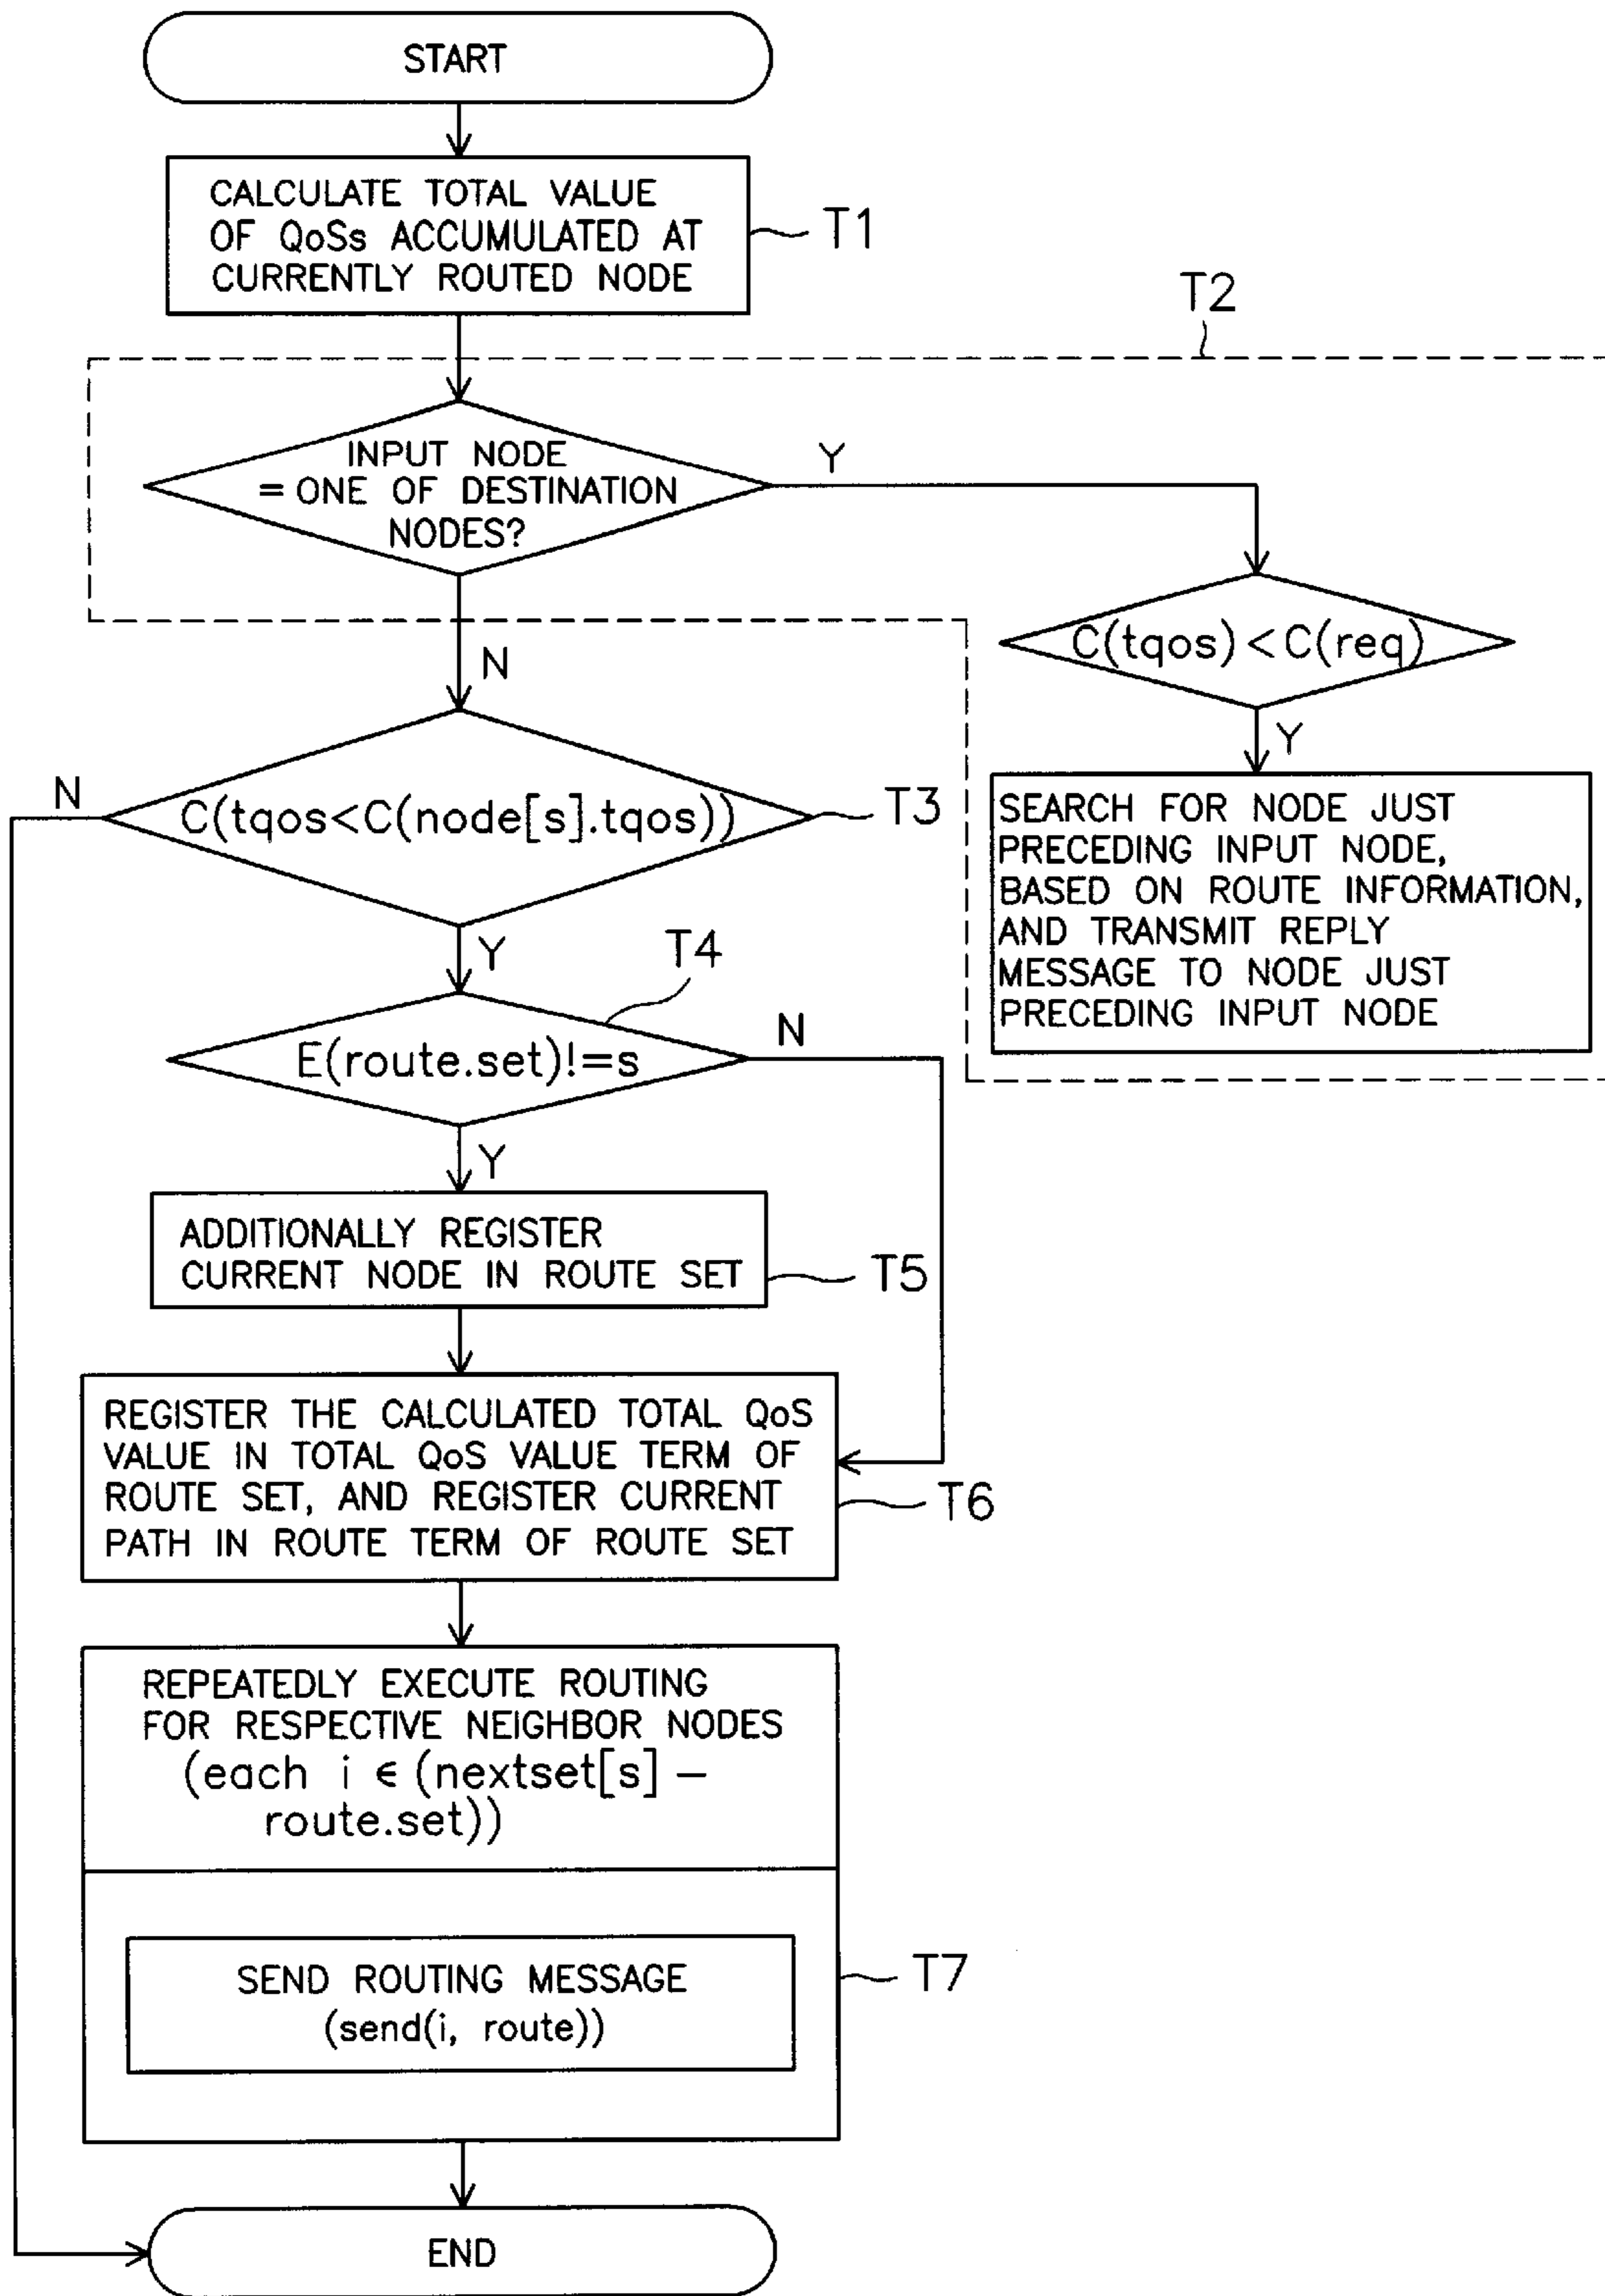 START
CALCULATE TOTAL VALUE
OF QoSs ACCUMULATED AT
CURRENTLY ROUTED NODE
T1
T2
INPUT NODE
= ONE OF DESTINATION
NODES?
Y
N
C(tqos)<C(req)
Y
SEARCH FOR NODE JUST
PRECEDING INPUT NODE,
BASED ON ROUTE INFORMATION,
AND TRANSMIT REPLY
MESSAGE TO NODE JUST
PRECEDING INPUT NODE
N
C(tqos<C(node[s].tqos))
T3
Y
T4
E(route.set)!=s
N
Y
ADDITIONALLY REGISTER
CURRENT NODE IN ROUTE SET
T5
REGISTER THE CALCULATED TOTAL QoS
VALUE IN TOTAL QoS VALUE TERM OF
ROUTE SET, AND REGISTER CURRENT
PATH IN ROUTE TERM OF ROUTE SET
T6
REPEATEDLY EXECUTE ROUTING
FOR RESPECTIVE NEIGHBOR NODES
(each i ∈ (nextset[s] –
route.set))
SEND ROUTING MESSAGE
(send(i, route))
T7
END